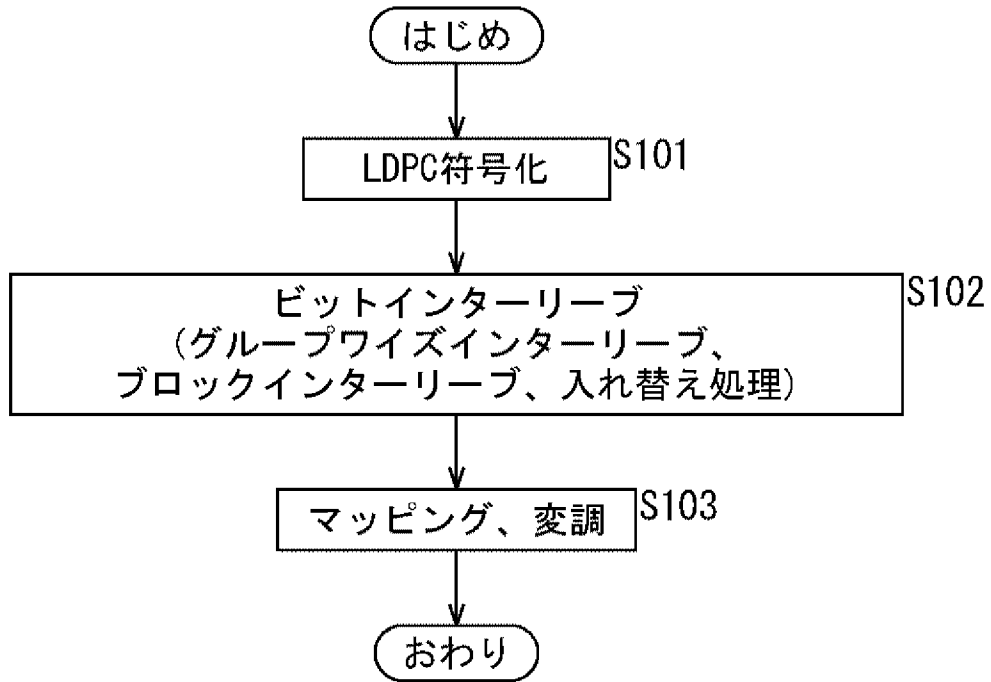 はじめ
LDPC符号化
S101
ビットインターリーブ
(グループワイズインターリーブ、
ブロックインターリーブ、入れ替え処理)
S102
マッピング、変調
S103
おわり